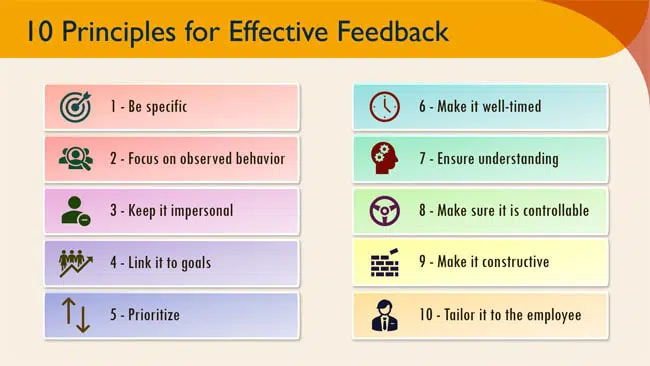 10 Principles for Effective Feedback
1 - Be specific
2 - Focus on observed behavior
3 - Keep it impersonal
4 - Link it to goals
5 - Prioritize
6 - Make it well-timed
7 - Ensure understanding
8 - Make sure it is controllable
9 - Make it constructive
10 - Tailor it to the employee